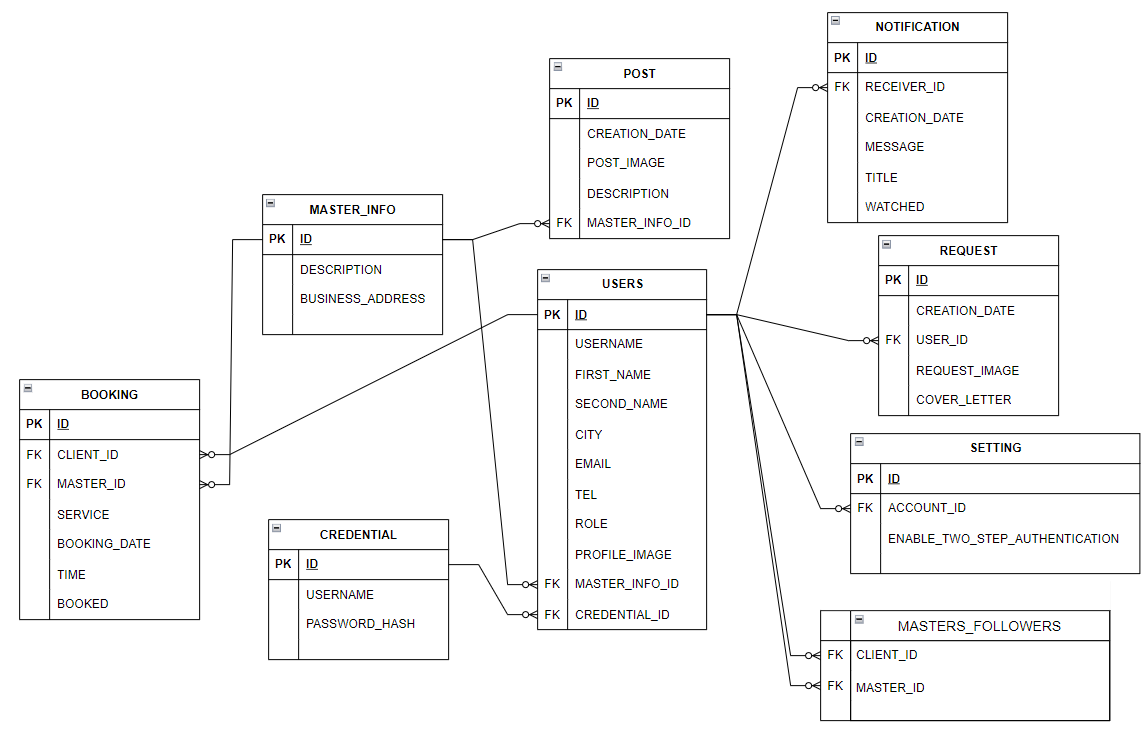 NOTIFICATION
PK ID
FK RECEIVER_ID
CREATION_DATE
MESSAGE
TITLE
WATCHED
POST
PK ID
CREATION_DATE
POST_IMAGE
DESCRIPTION
FK MASTER_INFO_ID
MASTER_INFO
PK ID
DESCRIPTION
BUSINESS_ADDRESS
REQUEST
PK ID
CREATION_DATE
FK USER_ID
REQUEST_IMAGE
COVER_LETTER
USERS
PK ID
USERNAME
FIRST_NAME
SECOND_NAME
CITY
EMAIL
TEL
ROLE
PROFILE_IMAGE
FK MASTER_INFO_ID
FK CREDENTIAL_ID
BOOKING
PK ID
FK CLIENT_ID
FK MASTER_ID
SERVICE
BOOKING_DATE
TIME
BOOKED
SETTING
PK ID
FK ACCOUNT_ID
ENABLE_TWO_STEP_AUTHENTICATION
CREDENTIAL
PK ID
USERNAME
PASSWORD_HASH
MASTERS_FOLLOWERS
FK CLIENT_ID
FK MASTER_ID